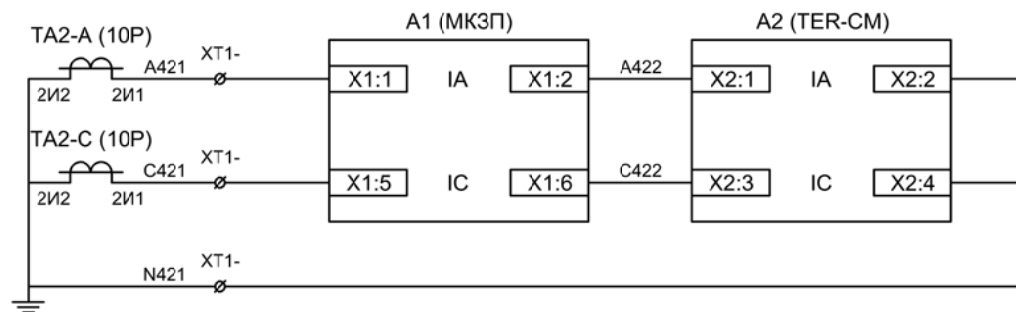 A1 (МКЗП)
A2 (TER-CM)
TA2-A (10P)
A421
XT1-
2И2
2И1
X1:1
IA
X1:2
A422
X2:1
IA
X2:2
TA2-C (10P)
C421
XT1-
2И2
2И1
X1:5
IC
X1:6
C422
X2:3
IC
X2:4
N421
XT1-